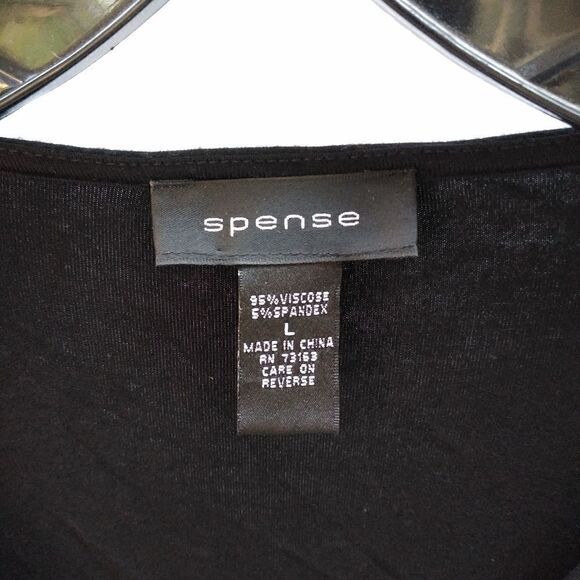 spense
95%VISCOSE
5%SPANDEX
L
MADE IN CHINA
RN 73163
CARE ON
REVERSE